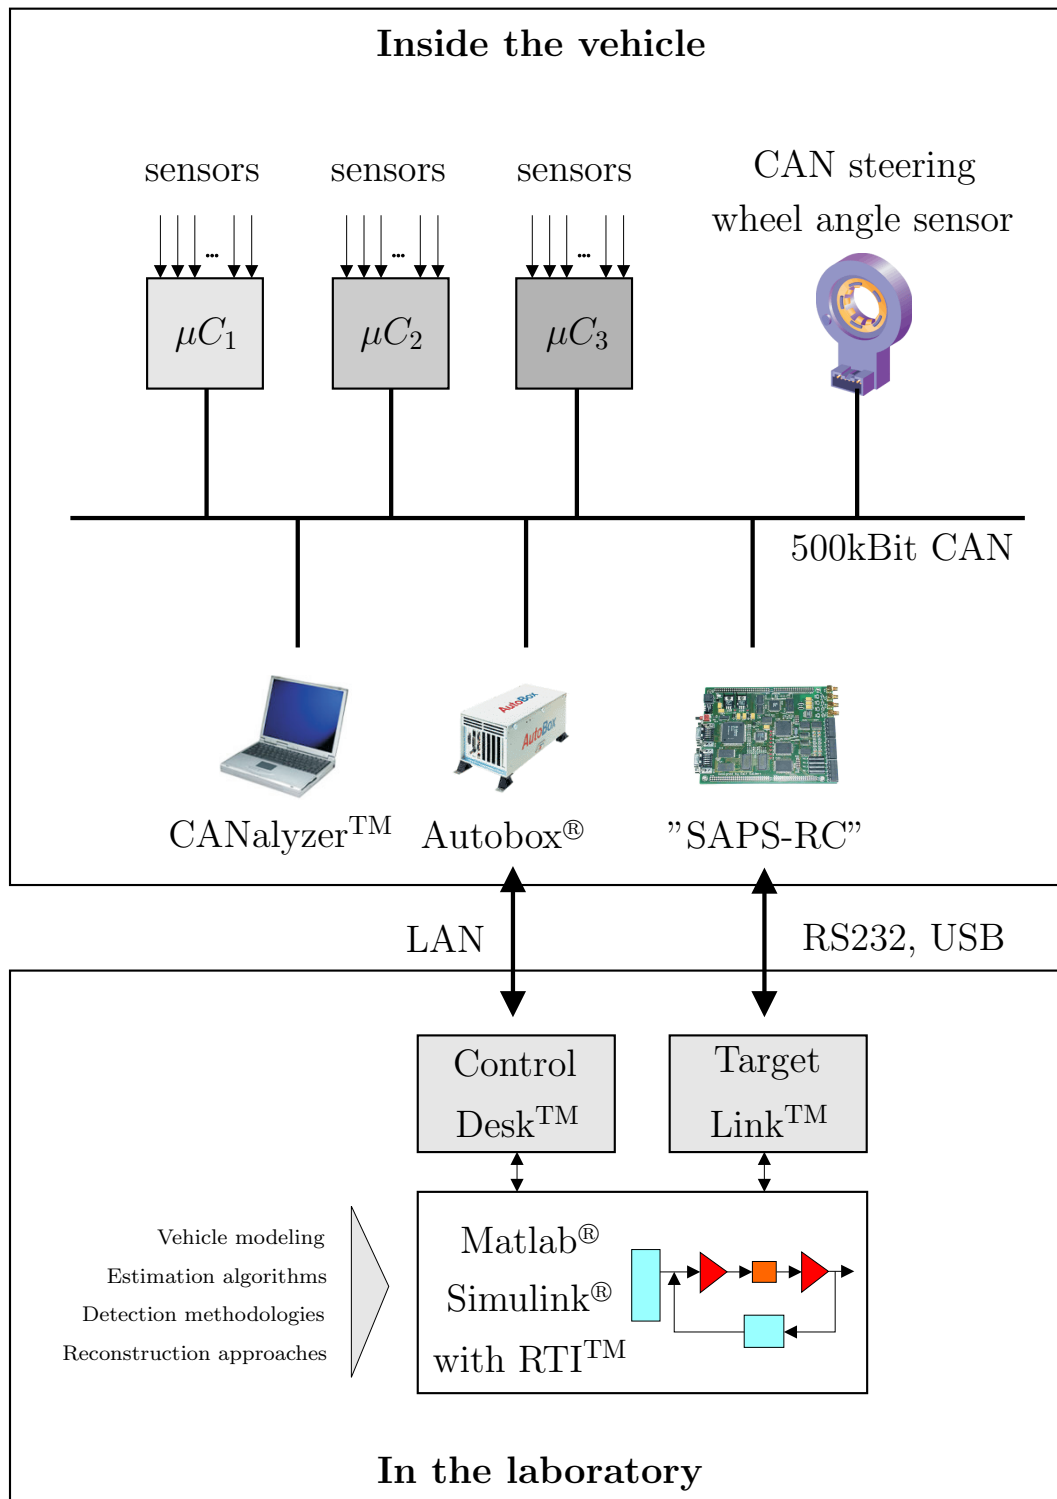 Inside the vehicle
sensors sensors sensors
CAN steering
wheel angle sensor
... ... ...
μC1 μC2 μC3
500kBit CAN
AutoBox
AutoBox
CANalyzer™ Autobox® ”SAPS-RC”
LAN RS232, USB
Control
Desk™
Target
Link™
Vehicle modeling
Estimation algorithms
Detection methodologies
Reconstruction approaches
Matlab®
Simulink®
with RTI™
In the laboratory